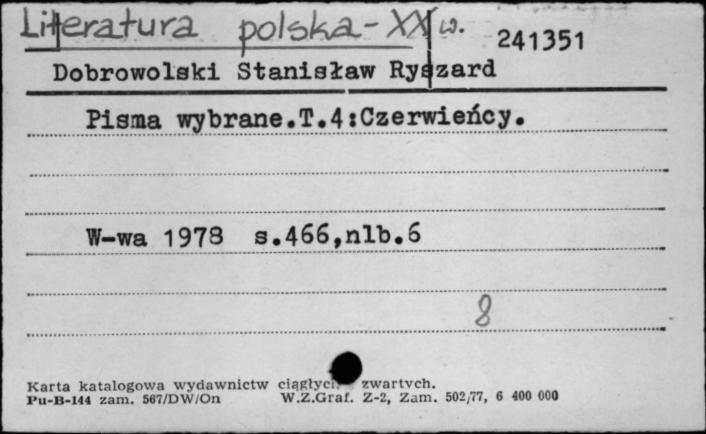 Literatura polska - XX w.
241351
Dobrowolski Stanisław Ryszard
Pisma wybrane.T.4:Czerwieńcy.
W-wa 1978 s.466,nlb.6
8
Karta katalogowa wydawnictw ciągłych zwartych.
Pu-B-144 zam. 567/DW/On W.Z.Graf. Z-2, Zam. 502/77, 6 400 000